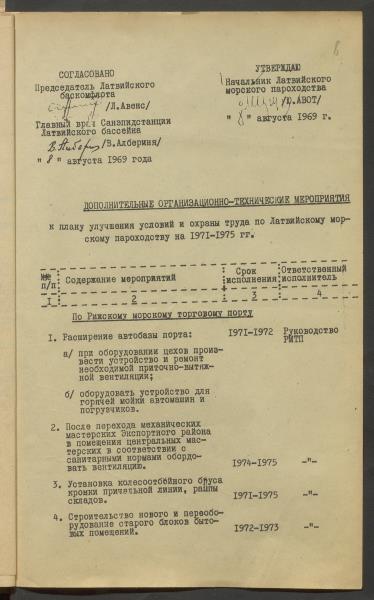 8
СОГЛАСОВАНО
Председатель Латвийского
баскомфлота
/Л.Авенс/
Главный врач Санэпидстанции
Латвийского бассейна
/В.Алберинь/
" 8 " августа 1969 года
УТВЕРЖДАЮ
Начальник Латвийского
морского пароходства
/Ю.АВОТ/
" 8 " августа 1969 г.
ДОПОЛНИТЕЛЬНЫЕ ОРГАНИЗАЦИОННО-ТЕХНИЧЕСКИЕ МЕРОПРИЯТИЯ
к плану улучшения условий и охраны труда по Латвийскому мор-
скому пароходству на 1971-1975 гг.
№№ п/п : Содержание мероприятий : Срок исполнения : Ответственный исполнитель
I : 2 : 3 : 4
По Рижскому морскому торговому порту
I. Расширение автобазы порта: 1971-1972 Руководство
РМТП
а/ при оборудовании цехов произ-
вести устройство и ремонт
необходимой приточно-вытяж-
ной вентиляции;
б/ оборудовать устройство для
горячей мойки автомашин и
погрузчиков.
2. После перехода механических
мастерских Экспортного района
в помещения центральных мас-
терских в соответствии с
санитарными нормами обордо-
вать вентиляцию. 1974-1975 -"-
3. Установка колесоотбойного бруса
кромки причальной линии, рампы
складов. 1971-1975 -"-
4. Строительство нового и переобо-
рудование старого блоков быто-
вых помещений. 1972-1973 -"-